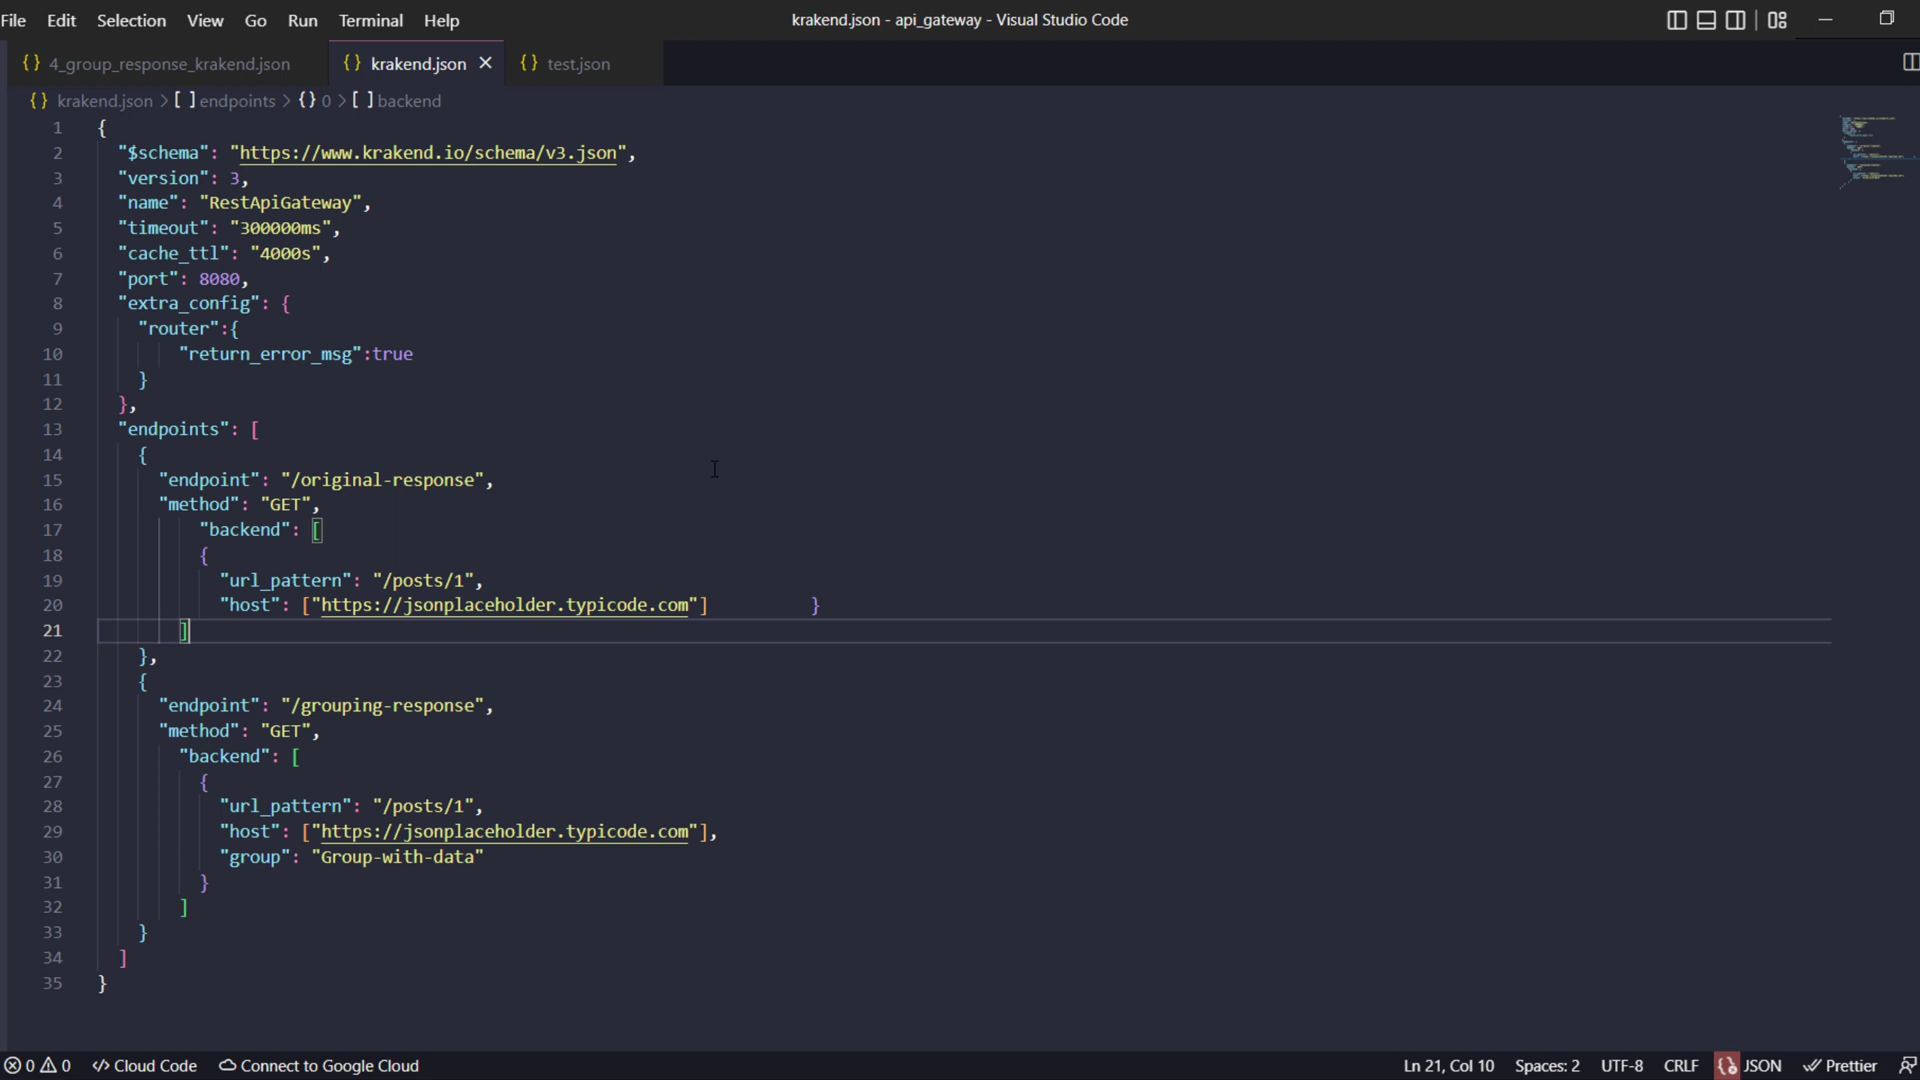 File Edit Selection View Go Run Terminal Help krakend.json - api_gateway - Visual Studio Code
{} 4_group_response_krakend.json {} krakend.json × {} test.json
{} krakend.json > [ ] endpoints > {} 0 > [ ] backend
1 {
2 "$schema": "https://www.krakend.io/schema/v3.json",
3 "version": 3,
4 "name": "RestApiGateway",
5 "timeout": "300000ms",
6 "cache_ttl": "4000s",
7 "port": 8080,
8 "extra_config": {
9 "router":{
10 "return_error_msg":true
11 }
12 },
13 "endpoints": [
14 {
15 "endpoint": "/original-response",
16 "method": "GET",
17 "backend": [
18 {
19 "url_pattern": "/posts/1",
20 "host": ["https://jsonplaceholder.typicode.com"] }
21 ]
22 },
23 {
24 "endpoint": "/grouping-response",
25 "method": "GET",
26 "backend": [
27 {
28 "url_pattern": "/posts/1",
29 "host": ["https://jsonplaceholder.typicode.com"],
30 "group": "Group-with-data"
31 }
32 ]
33 }
34 ]
35 }
0 0 Cloud Code Connect to Google Cloud Ln 21, Col 10 Spaces: 2 UTF-8 CRLF JSON Prettier